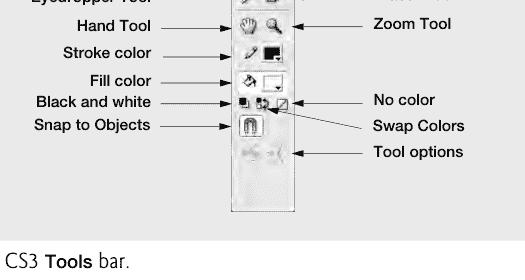 Hand Tool
Zoom Tool
Stroke color
Fill color
Black and white
No color
Snap to Objects
Swap Colors
Tool options
CS3 Tools bar.